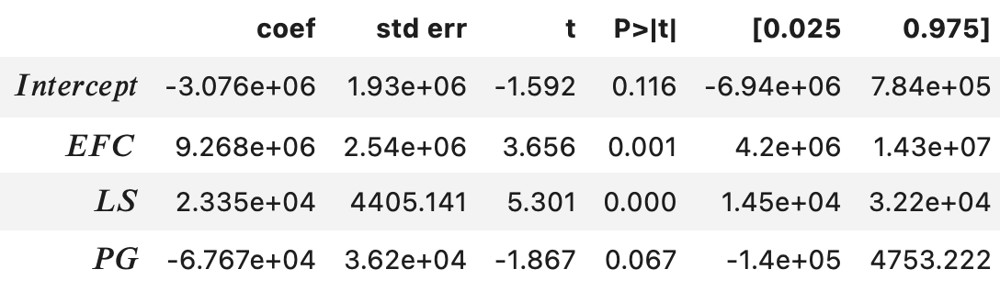 coef std err t P>|t| [0.025 0.975]
Intercept -3.076e+06 1.93e+06 -1.592 0.116 -6.94e+06 7.84e+05
EFC 9.268e+06 2.54e+06 3.656 0.001 4.2e+06 1.43e+07
LS 2.335e+04 4405.141 5.301 0.000 1.45e+04 3.22e+04
PG -6.767e+04 3.62e+04 -1.867 0.067 -1.4e+05 4753.222